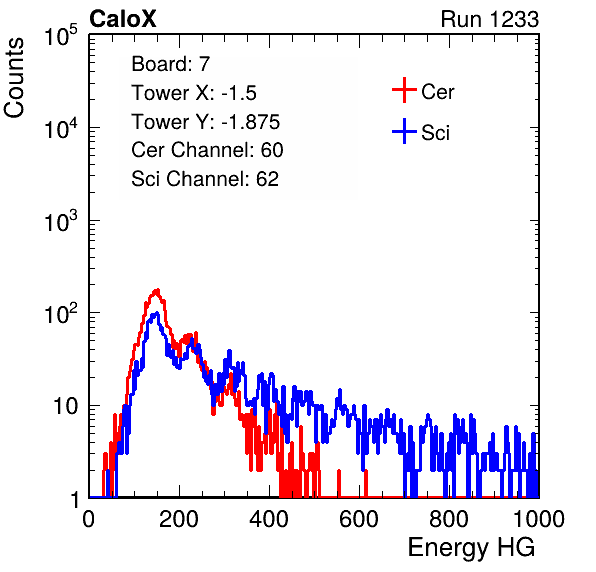 CaloX Run 1233
Counts
Board: 7
Tower X: -1.5
Tower Y: -1.875
Cer Channel: 60
Sci Channel: 62
Cer
Sci
10^5
10^4
10^3
10^2
10
1
0 200 400 600 800 1000
Energy HG